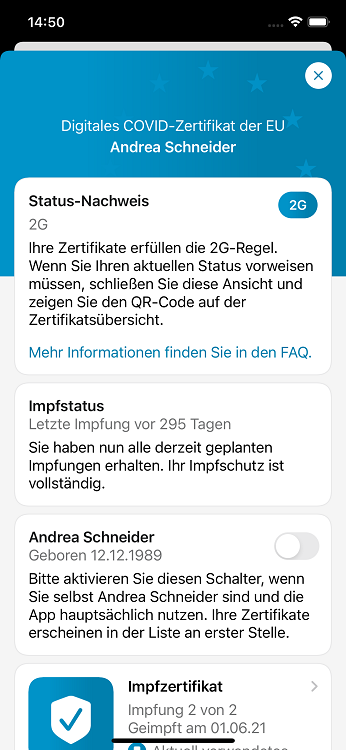 14:50
Digitales COVID-Zertifikat der EU
Andrea Schneider
Status-Nachweis
2G
2G
Ihre Zertifikate erfüllen die 2G-Regel.
Wenn Sie Ihren aktuellen Status vorweisen
müssen, schließen Sie diese Ansicht und
zeigen Sie den QR-Code auf der
Zertifikatsübersicht.
Mehr Informationen finden Sie in den FAQ.
Impfstatus
Letzte Impfung vor 295 Tagen
Sie haben nun alle derzeit geplanten
Impfungen erhalten. Ihr Impfschutz ist
vollständig.
Andrea Schneider
Geboren 12.12.1989
Bitte aktivieren Sie diesen Schalter, wenn
Sie selbst Andrea Schneider sind und die
App hauptsächlich nutzen. Ihre Zertifikate
erscheinen in der Liste an erster Stelle.
Impfzertifikat
Impfung 2 von 2
Geimpft am 01.06.21
Aktuell verwendetes